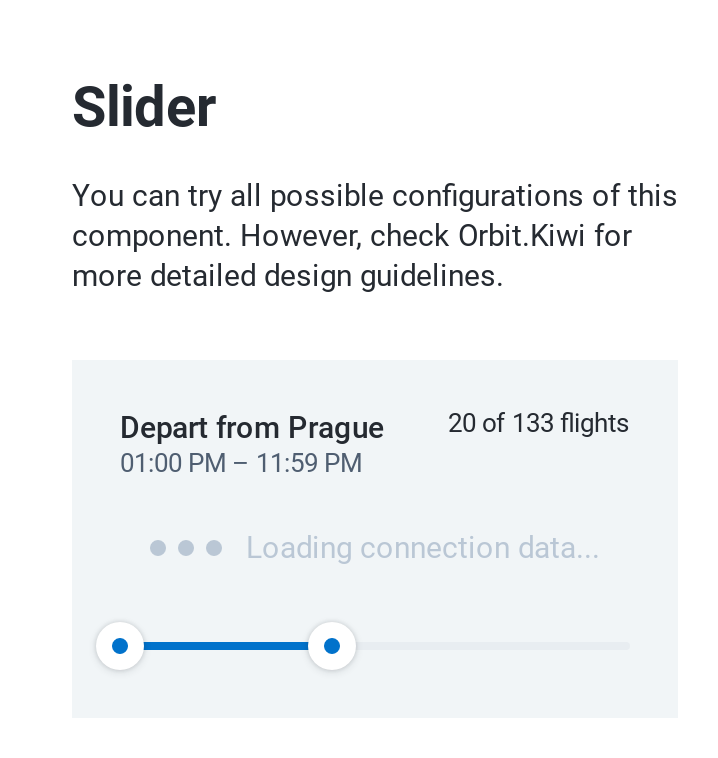 Slider
You can try all possible configurations of this
component. However, check Orbit.Kiwi for
more detailed design guidelines.
Depart from Prague
20 of 133 flights
01:00 PM – 11:59 PM
Loading connection data...